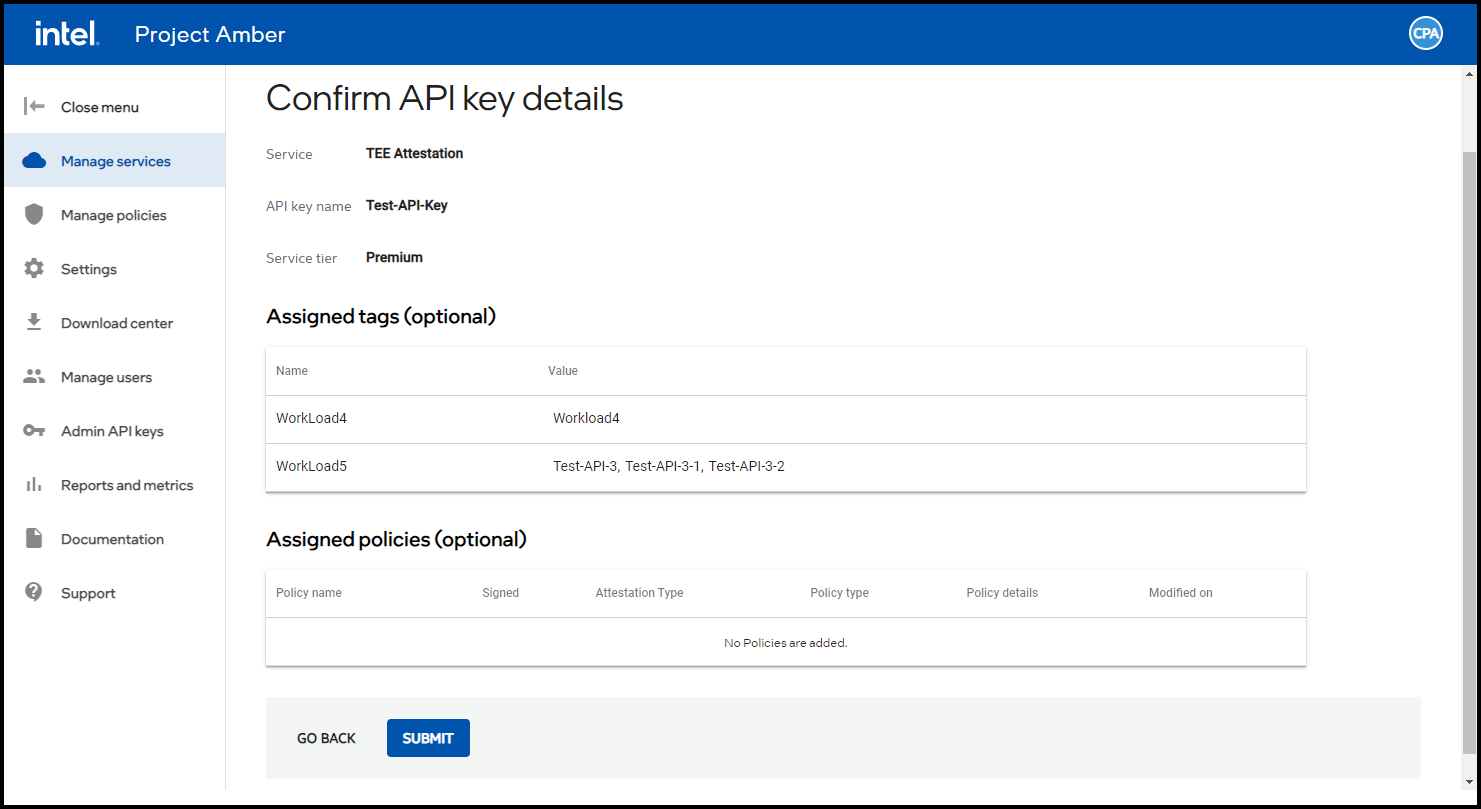 intel. Project Amber CPA
Close menu
Manage services
Manage policies
Settings
Download center
Manage users
Admin API keys
Reports and metrics
Documentation
Support
Confirm API key details
Service TEE Attestation
API key name Test-API-Key
Service tier Premium
Assigned tags (optional)
Name Value
WorkLoad4 Workload4
WorkLoad5 Test-API-3, Test-API-3-1, Test-API-3-2
Assigned policies (optional)
Policy name Signed Attestation Type Policy type Policy details Modified on
No Policies are added.
GO BACK SUBMIT